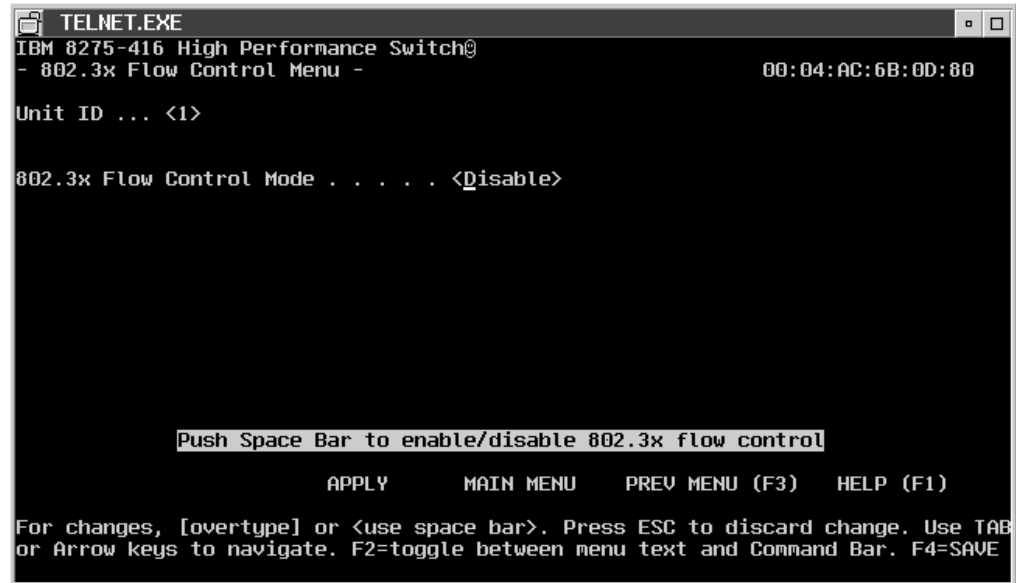 TELNET.EXE
IBM 8275-416 High Performance Switch☺
- 802.3x Flow Control Menu - 00:04:AC:6B:0D:80
Unit ID ... <1>
802.3x Flow Control Mode . . . . . <Disable>
Push Space Bar to enable/disable 802.3x flow control
APPLY MAIN MENU PREV MENU (F3) HELP (F1)
For changes, [overtype] or <use space bar>. Press ESC to discard change. Use TAB
or Arrow keys to navigate. F2=toggle between menu text and Command Bar. F4=SAVE